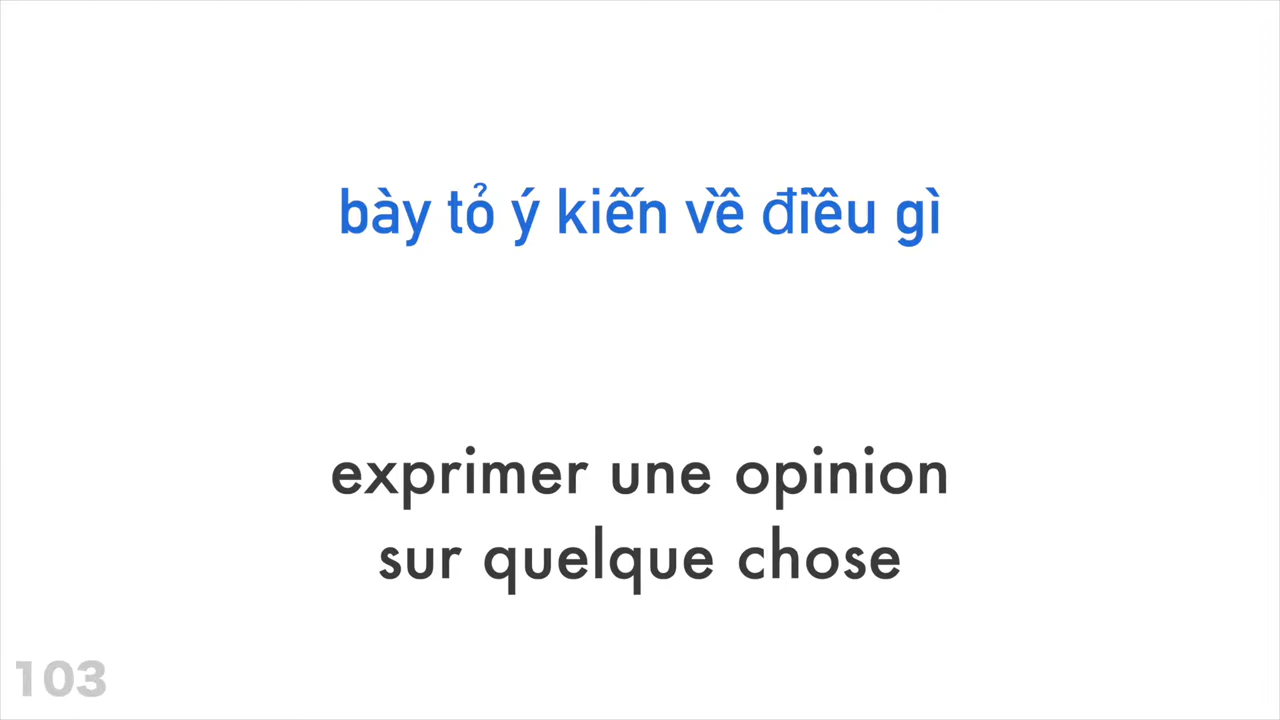 bày tỏ ý kiến về điều gì
exprimer une opinion
sur quelque chose
103